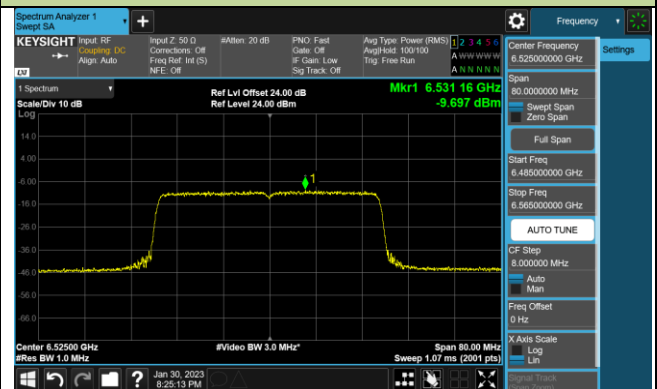 Spectrum Analyzer 1
Swept SA
Frequency
KEYSIGHT
Input: RF
Coupling: DC
Align: Auto
Input Z: 50 Ω
Corrections: Off
Freq Ref: Int (S)
NFE: Off
#Atten: 20 dB
PNO: Fast
Gate: Off
IF Gain: Low
Sig Track: Off
Avg Type: Power (RMS)
Avg|Hold: 100/100
Trig: Free Run
1 2 3 4 5 6
A W W W W W
A N N N N N
LXI
Center Frequency
6.525000000 GHz
Settings
Span
80.0000000 MHz
Swept Span
Zero Span
Full Span
Start Freq
6.485000000 GHz
Stop Freq
6.565000000 GHz
AUTO TUNE
CF Step
8.000000 MHz
Auto
Man
Freq Offset
0 Hz
X Axis Scale
Log
Lin
Signal Track
(Span Zoom)
1 Spectrum
Scale/Div 10 dB
Log
Ref Lvl Offset 24.00 dB
Ref Level 24.00 dBm
Mkr1 6.531 16 GHz
-9.697 dBm
14.0
4.00
-6.00
-16.0
-26.0
-36.0
-46.0
-56.0
-66.0
1
Center 6.52500 GHz
#Res BW 1.0 MHz
#Video BW 3.0 MHz*
Span 80.00 MHz
Sweep 1.07 ms (2001 pts)
?
Jan 30, 2023
8:25:13 PM